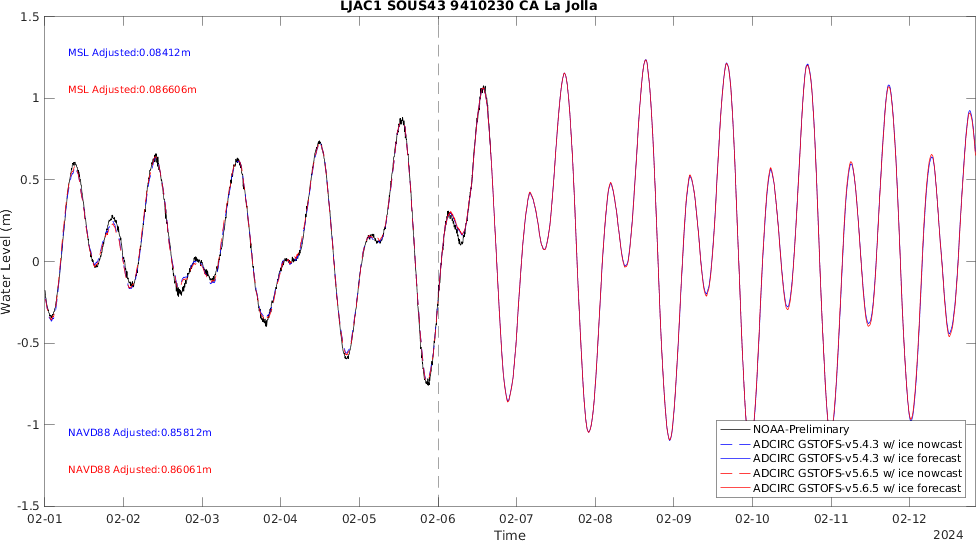 LJAC1 SOUS43 9410230 CA La Jolla
1.5
1
0.5
0
-0.5
-1
-1.5
Water Level (m)
MSL Adjusted:0.08412m
MSL Adjusted:0.086606m
NAVD88 Adjusted:0.85812m
NAVD88 Adjusted:0.86061m
NOAA-Preliminary
ADCIRC GSTOFS-v5.4.3 w/ ice nowcast
ADCIRC GSTOFS-v5.4.3 w/ ice forecast
ADCIRC GSTOFS-v5.6.5 w/ ice nowcast
ADCIRC GSTOFS-v5.6.5 w/ ice forecast
02-01 02-02 02-03 02-04 02-05 02-06 02-07 02-08 02-09 02-10 02-11 02-12
Time
2024